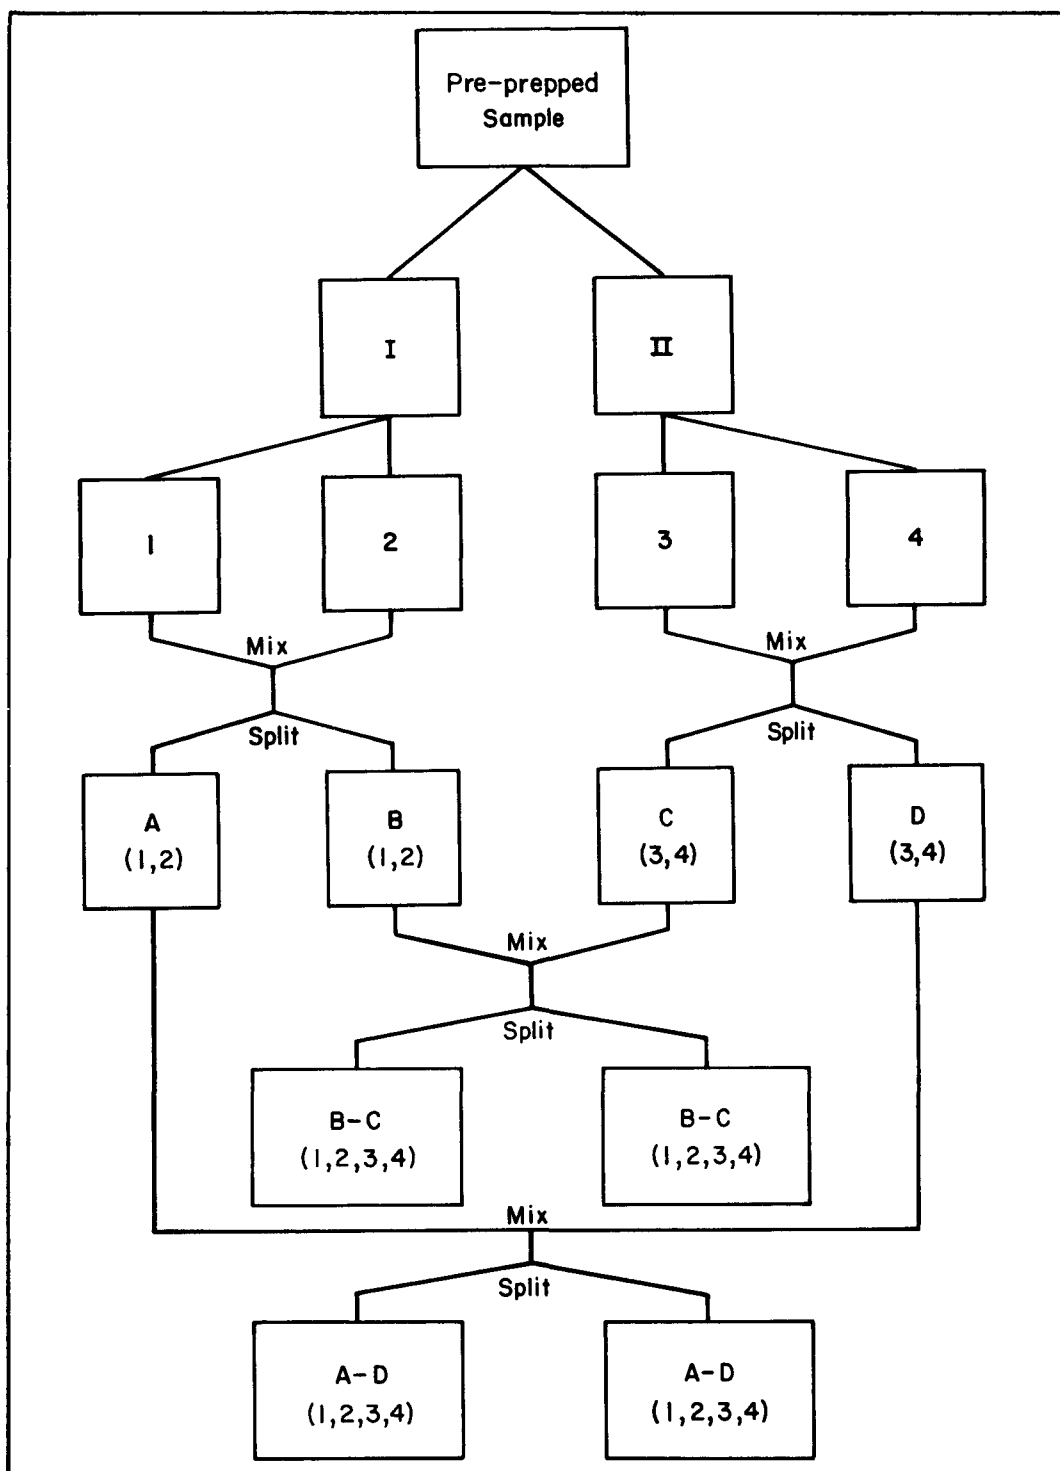 Pre-prepped
Sample
I
II
1
2
3
4
Mix
Mix
Split
Split
A
(1,2)
B
(1,2)
C
(3,4)
D
(3,4)
Mix
Split
B-C
(1,2,3,4)
B-C
(1,2,3,4)
Mix
Split
A-D
(1,2,3,4)
A-D
(1,2,3,4)